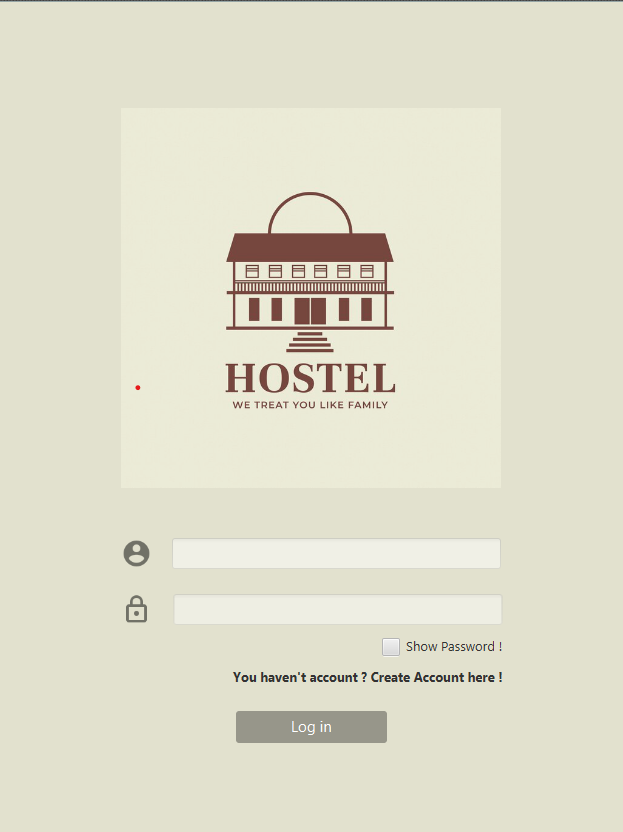 HOSTEL
WE TREAT YOU LIKE FAMILY
Show Password !
You haven't account ? Create Account here !
Log in